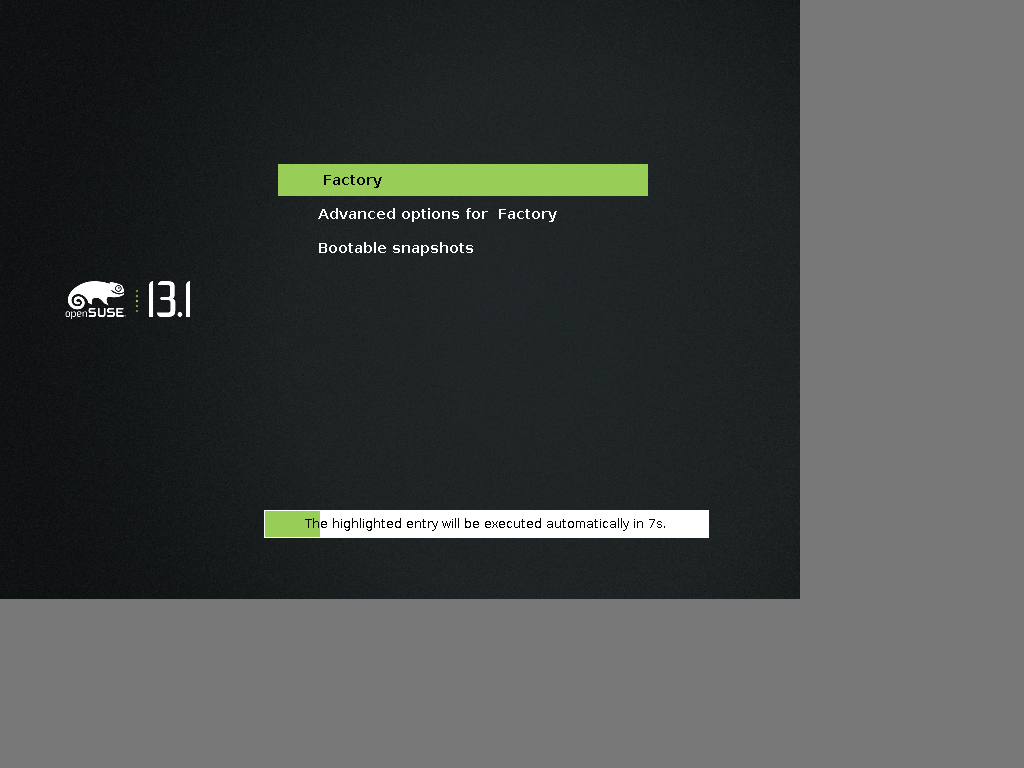 Factory
Advanced options for  Factory
Bootable snapshots
openSUSE 13.1
The highlighted entry will be executed automatically in 7s.